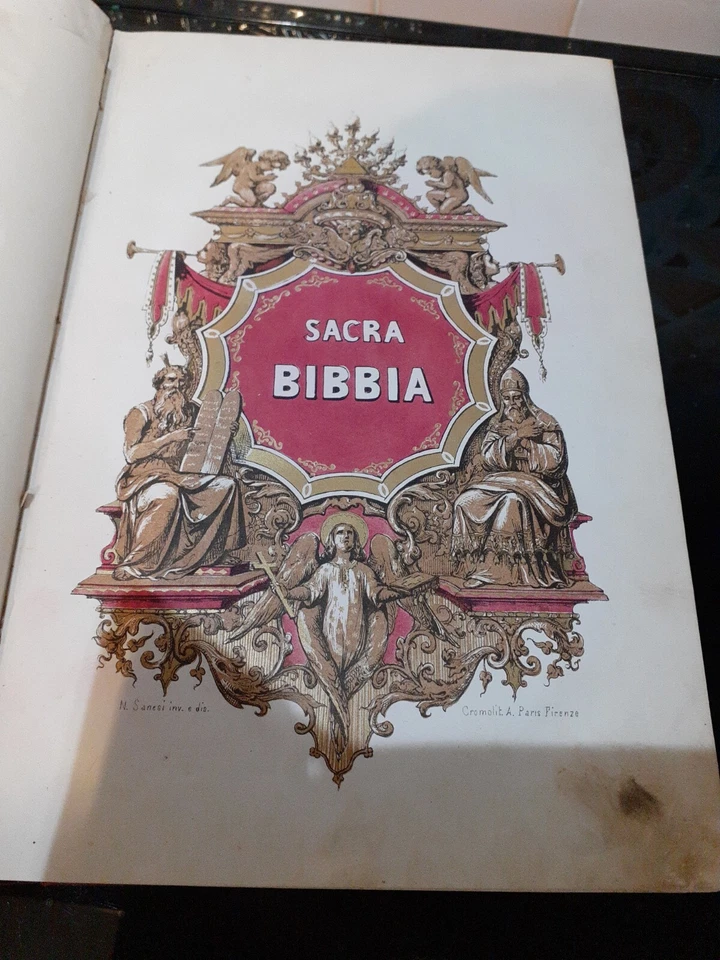 SACRA
BIBBIA
N. Sanesi inv. e dis.
Cromolit. A. Paris Firenze